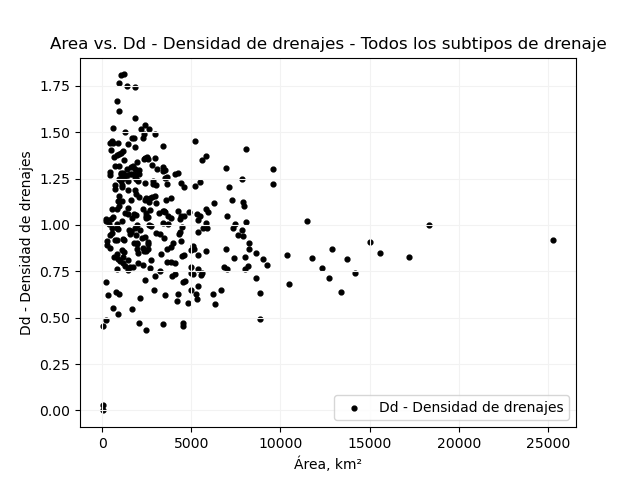 Area vs. Dd - Densidad de drenajes - Todos los subtipos de drenaje
Dd - Densidad de drenajes
1.75
1.50
1.25
1.00
0.75
0.50
0.25
0.00
0 5000 10000 15000 20000 25000
Área, km²
Dd - Densidad de drenajes